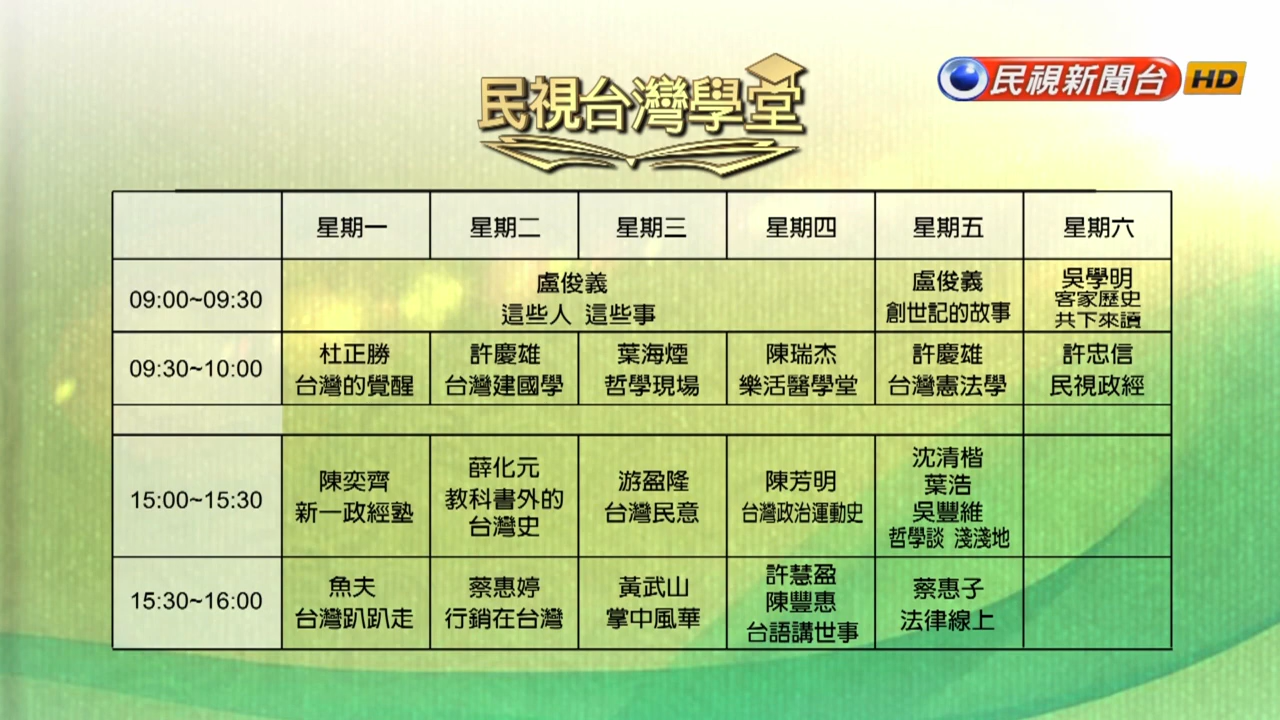 民視台灣學堂
民視新聞台 HD
星期一 星期二 星期三 星期四 星期五 星期六
09:00~09:30
盧俊義
這些人 這些事
盧俊義
創世記的故事
吳學明
客家歷史
共下來讀
09:30~10:00
杜正勝
台灣的覺醒
許慶雄
台灣建國學
葉海煙
哲學現場
陳瑞杰
樂活醫學堂
許慶雄
台灣憲法學
許忠信
民視政經
15:00~15:30
陳奕齊
新一政經塾
薛化元
教科書外的
台灣史
游盈隆
台灣民意
陳芳明
台灣政治運動史
沈清楷
葉浩
吳豐維
哲學談 淺淺地
15:30~16:00
魚夫
台灣趴趴走
蔡惠婷
行銷在台灣
黃武山
掌中風華
許慧盈
陳豐惠
台語講世事
蔡惠子
法律線上